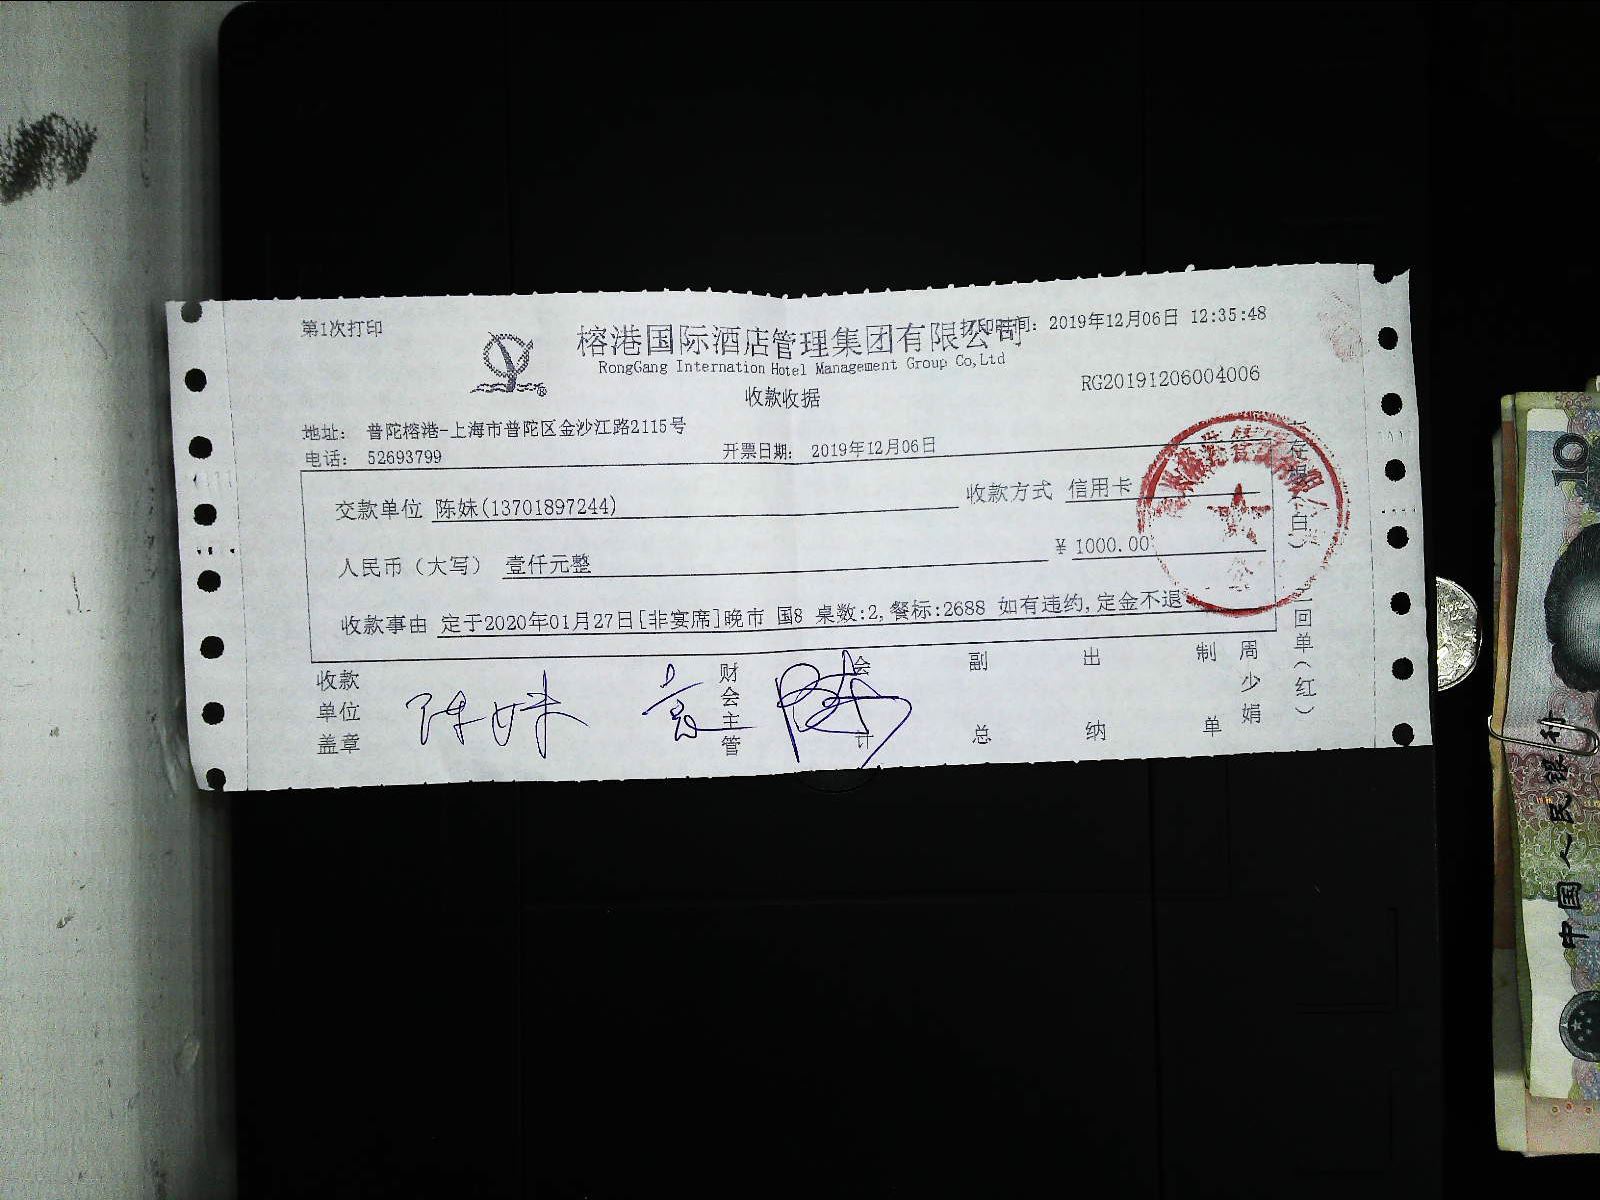 第1次打印
打印时间: 2019年12月06日 12:35:48
榕港国际酒店管理集团有限公司
RongGang Internation Hotel Management Group Co,Ltd
RG20191206004006
收款收据
地址: 普陀榕港-上海市普陀区金沙江路2115号
电话: 52693799
开票日期: 2019年12月06日
交款单位 陈妹(13701897244)
收款方式 信用卡
人民币（大写） 壹仟元整
¥ 1000.00
收款事由 定于2020年01月27日[非宴席]晚市 国8 桌数:2,餐标:2688 如有违约,定金不退
收款单位盖章
陈妹
财会主管
会计
副总
出纳
制单
周少娟
回单(红)
10
中国人民银行